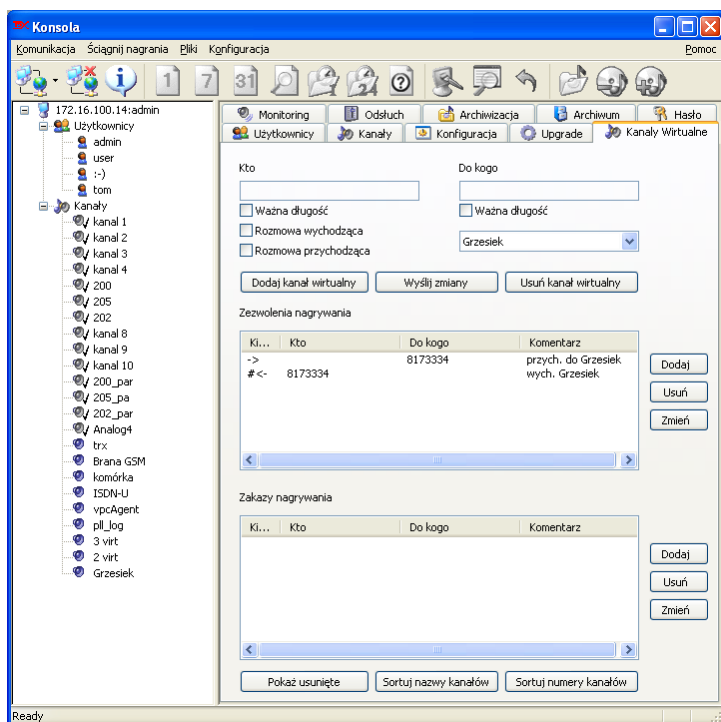 Konsola
Komunikacja Ściągnij nagrania Pliki Konfiguracja Pomoc
1 7 31 24 24
172.16.100.14:admin
Użytkownicy
admin
user
:-)
tom
Kanały
kanal 1
kanal 2
kanal 3
kanal 4
200
205
202
kanal 8
kanal 9
kanal 10
200_par
205_pa
202_par
Analog4
trx
Brana GSM
komórka
ISDN-U
vpcAgent
pll_log
3 virt
2 virt
Grzesiek
Monitoring Odsłuch Archiwizacja Archiwum Hasło
Użytkownicy Kanały Konfiguracja Upgrade Kanaly Wirtualne
Kto Do kogo
Ważna długość Ważna długość
Rozmowa wychodząca
Rozmowa przychodząca
Grzesiek
Dodaj kanał wirtualny Wyślij zmiany Usuń kanał wirtualny
Zezwolenia nagrywania
Ki... Kto Do kogo Komentarz
-> 8173334 przych. do Grzesiek
#<- 8173334 wych. Grzesiek
Dodaj
Usuń
Zmień
Zakazy nagrywania
Ki... Kto Do kogo Komentarz
Dodaj
Usuń
Zmień
Pokaż usunięte Sortuj nazwy kanałów Sortuj numery kanałów
Ready